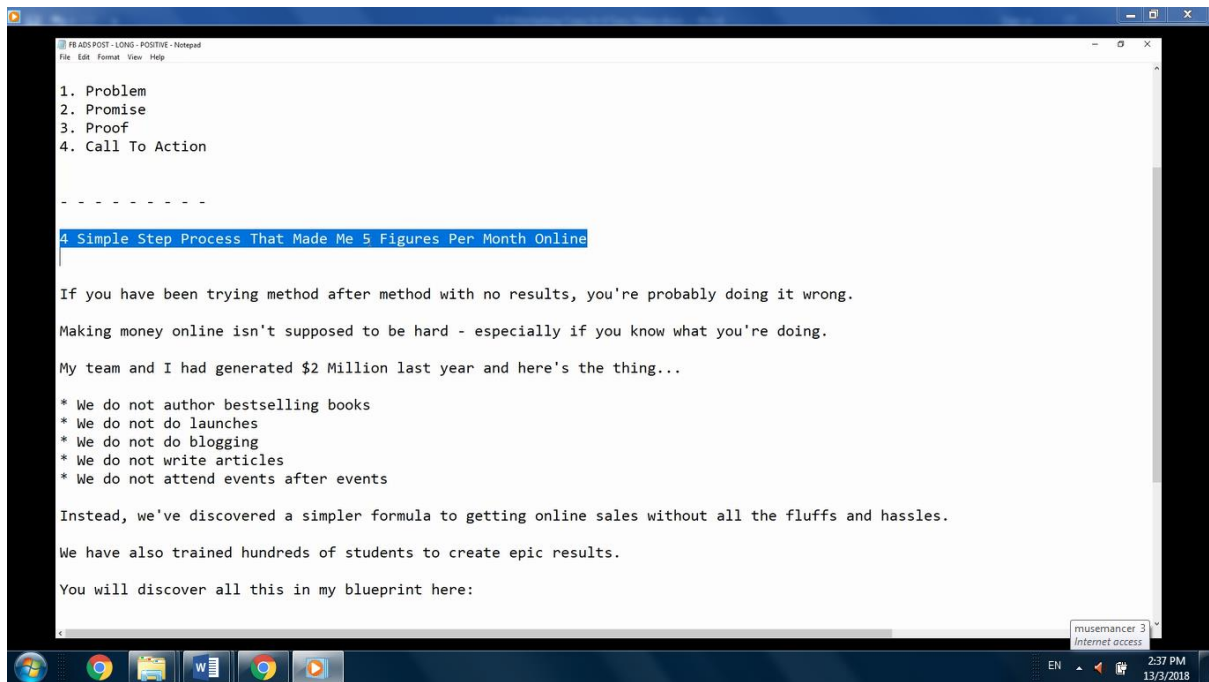 FB ADS POST - LONG - POSITIVE - Notepad
File Edit Format View Help
1. Problem
2. Promise
3. Proof
4. Call To Action
- - - - - - - - -
4 Simple Step Process That Made Me 5 Figures Per Month Online
If you have been trying method after method with no results, you're probably doing it wrong.
Making money online isn't supposed to be hard - especially if you know what you're doing.
My team and I had generated $2 Million last year and here's the thing...
* We do not author bestselling books
* We do not do launches
* We do not do blogging
* We do not write articles
* We do not attend events after events
Instead, we've discovered a simpler formula to getting online sales without all the fluffs and hassles.
We have also trained hundreds of students to create epic results.
You will discover all this in my blueprint here:
musemancer 3
Internet access
EN
2:37 PM
13/3/2018